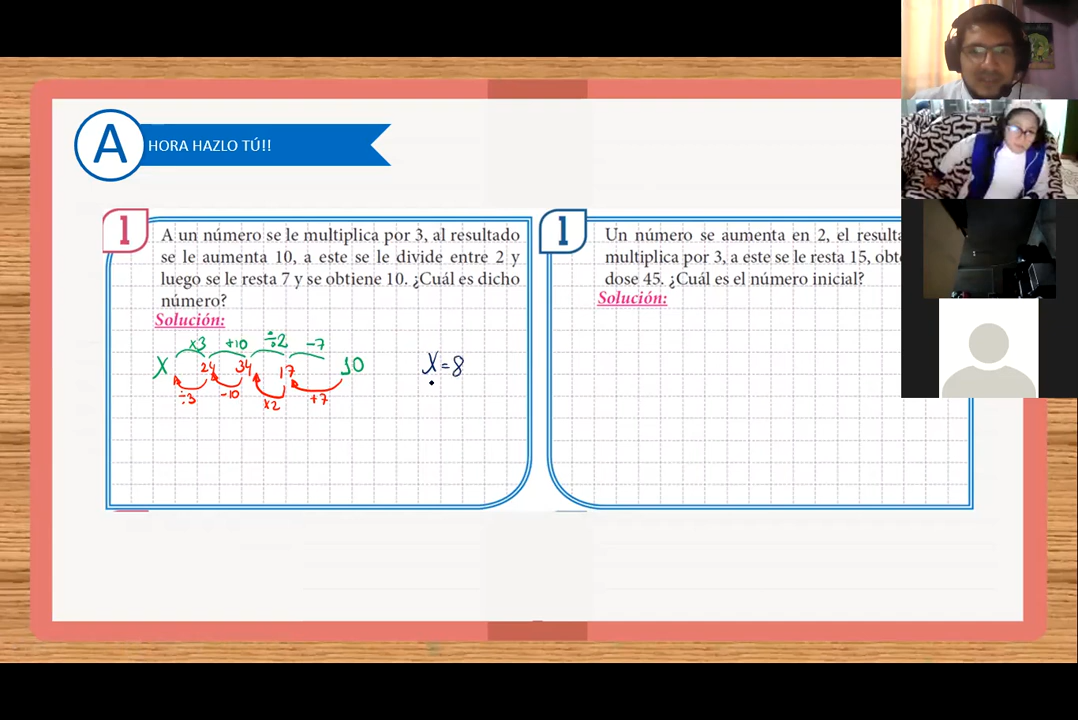 A
HORA HAZLO TÚ!!
1
A un número se le multiplica por 3, al resultado
se le aumenta 10, a este se le divide entre 2 y
luego se le resta 7 y se obtiene 10. ¿Cuál es dicho
número?
Solución:
x3 +10 ÷2 -7
X 24 34 17 10
÷3 -10 x2 +7
X=8
1
Un número se aumenta en 2, el
multiplica por 3, a este se le resta 15,
dose 45. ¿Cuál es el número inicial?
Solución: